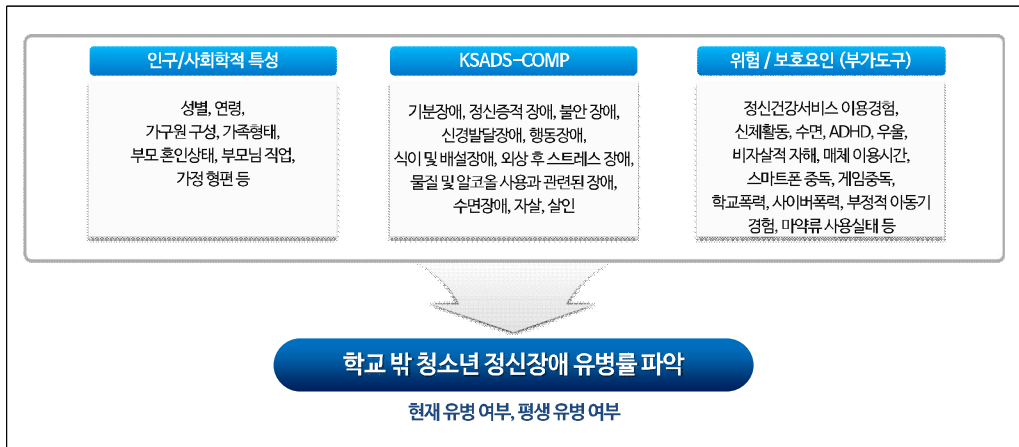 인구/사회학적 특성
성별, 연령,
가구원 구성, 가족형태,
부모 혼인상태, 부모님 직업,
가정 형편 등
KSADS-COMP
기분장애, 정신증적 장애, 불안 장애,
신경발달장애, 행동장애,
식이 및 배설장애, 외상 후 스트레스 장애,
물질 및 알코올 사용과 관련된 장애,
수면장애, 자살, 살인
위험 / 보호요인 (부가도구)
정신건강서비스 이용경험,
신체활동, 수면, ADHD, 우울,
비자살적 자해, 매체 이용시간,
스마트폰 중독, 게임중독,
학교폭력, 사이버폭력, 부정적 아동기
경험, 마약류 사용실태 등
학교 밖 청소년 정신장애 유병률 파악
현재 유병 여부, 평생 유병 여부